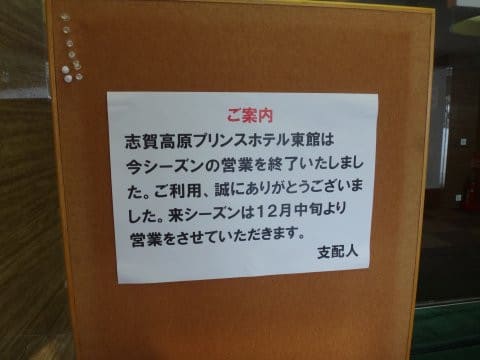 ご案内
志賀高原プリンスホテル東館は
今シーズンの営業を終了いたしまし
た。ご利用、誠にありがとうございま
した。来シーズンは12月中旬より
営業をさせていただきます。
支配人